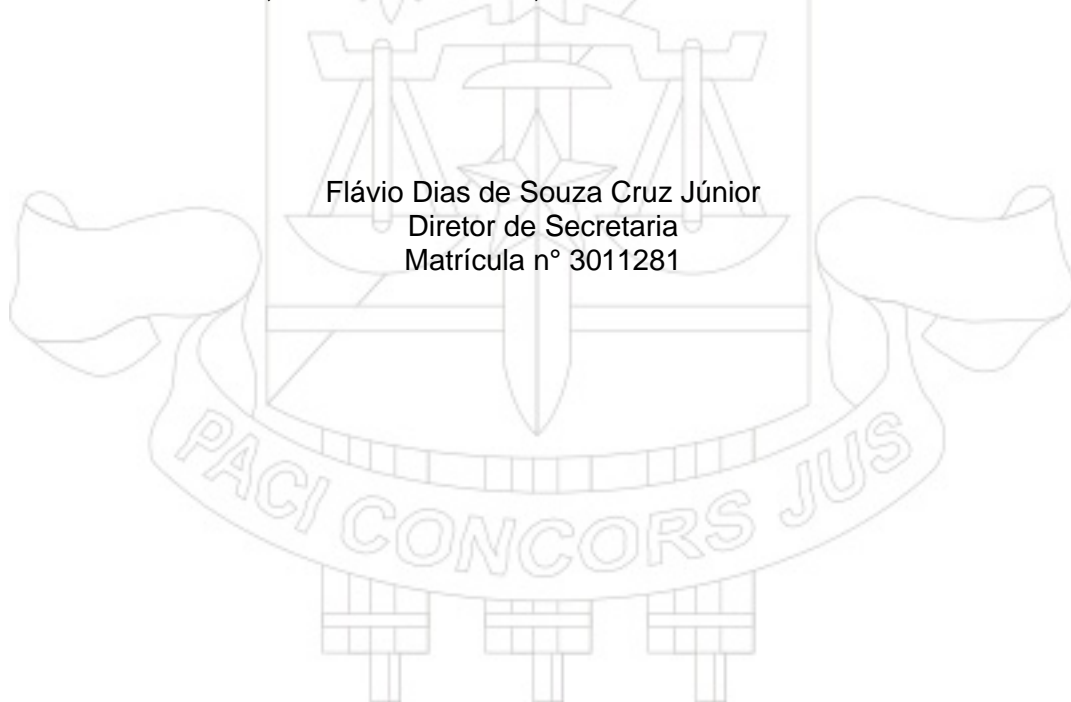 Flávio Dias de Souza Cruz Júnior
Diretor de Secretaria
Matrícula n° 3011281
PACI CONCORS JUS